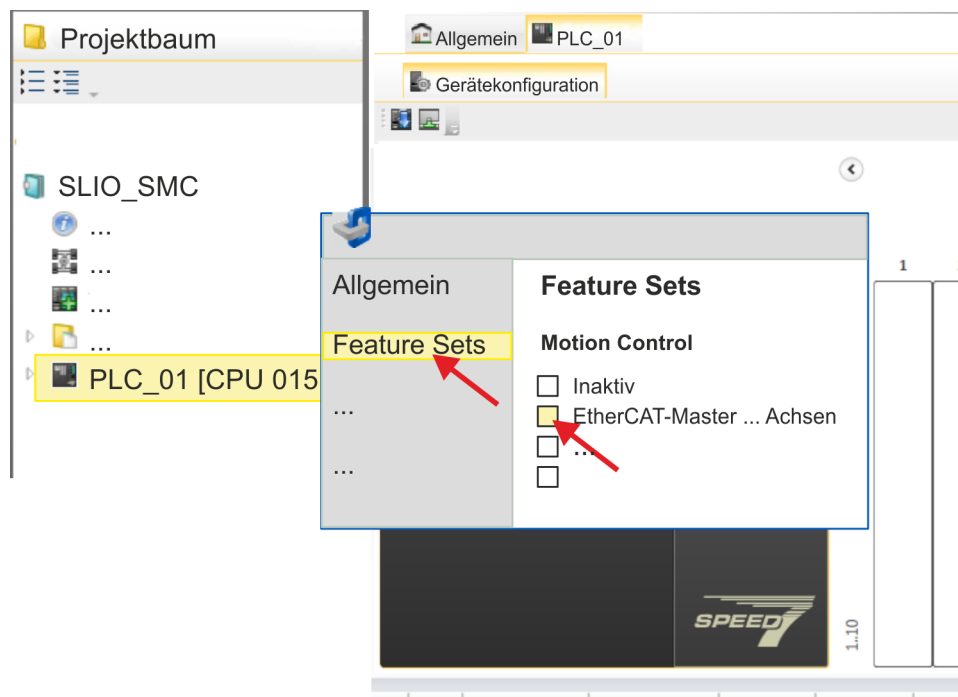 Projektbaum
SLIO_SMC
...
...
...
...
PLC_01 [CPU 015
Allgemein
PLC_01
Gerätekonfiguration
Allgemein
Feature Sets
...
...
Feature Sets
Motion Control
Inaktiv
EtherCAT-Master ... Achsen
...
1
SPEED7
1..10